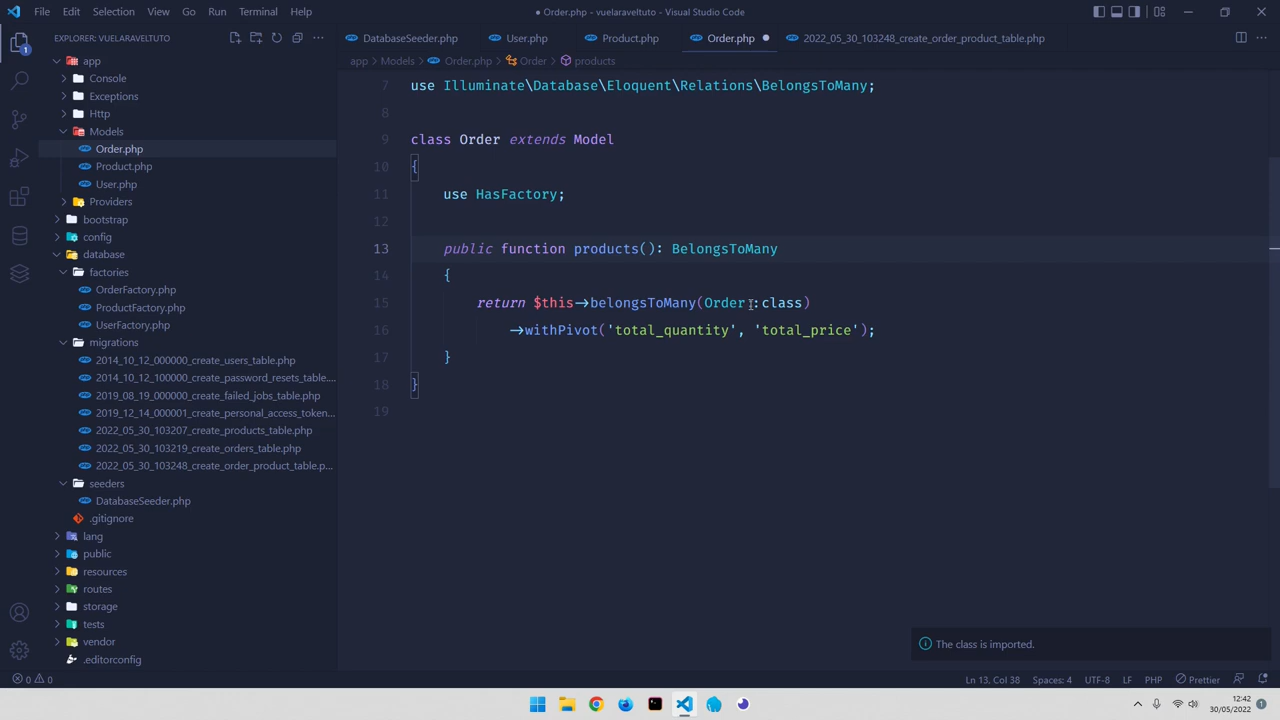 File Edit Selection View Go Run Terminal Help
● Order.php - vuelaraveltuto - Visual Studio Code
EXPLORER: VUELARAVELTUTO
DatabaseSeeder.php User.php Product.php Order.php 2022_05_30_103248_create_order_product_table.php
app > Models > Order.php > Order > products
app
Console
Exceptions
Http
Models
Order.php
Product.php
User.php
Providers
bootstrap
config
database
factories
OrderFactory.php
ProductFactory.php
UserFactory.php
migrations
2014_10_12_000000_create_users_table.php
2014_10_12_100000_create_password_resets_table....
2019_08_19_000000_create_failed_jobs_table.php
2019_12_14_000001_create_personal_access_token...
2022_05_30_103207_create_products_table.php
2022_05_30_103219_create_orders_table.php
2022_05_30_103248_create_order_product_table.p...
seeders
DatabaseSeeder.php
.gitignore
lang
public
resources
routes
storage
tests
vendor
.editorconfig
7 use Illuminate\Database\Eloquent\Relations\BelongsToMany;
8
9 class Order extends Model
10 {
11 use HasFactory;
12
13 public function products(): BelongsToMany
14 {
15 return $this->belongsToMany(Order::class)
16 ->withPivot('total_quantity', 'total_price');
17 }
18 }
19
The class is imported.
0 0
Ln 13, Col 38 Spaces: 4 UTF-8 LF PHP Prettier
1
12:42
30/05/2022